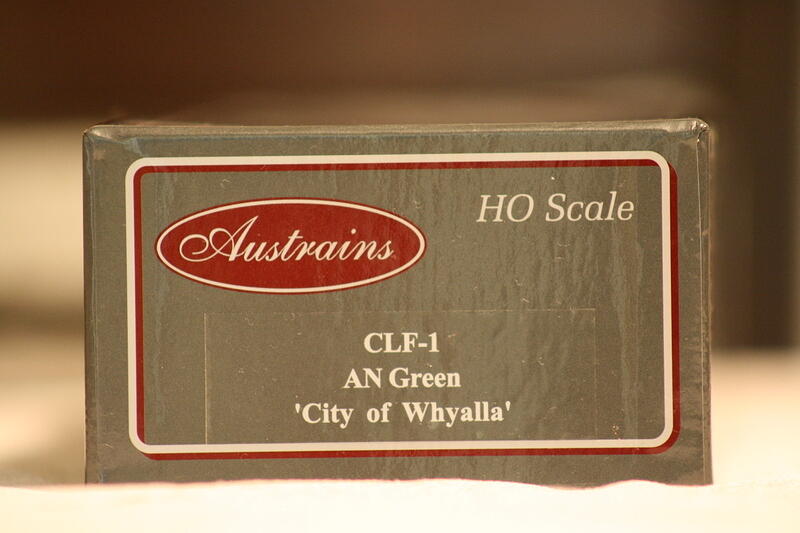 Austrains
HO Scale
CLF-1
AN Green
'City of Whyalla'